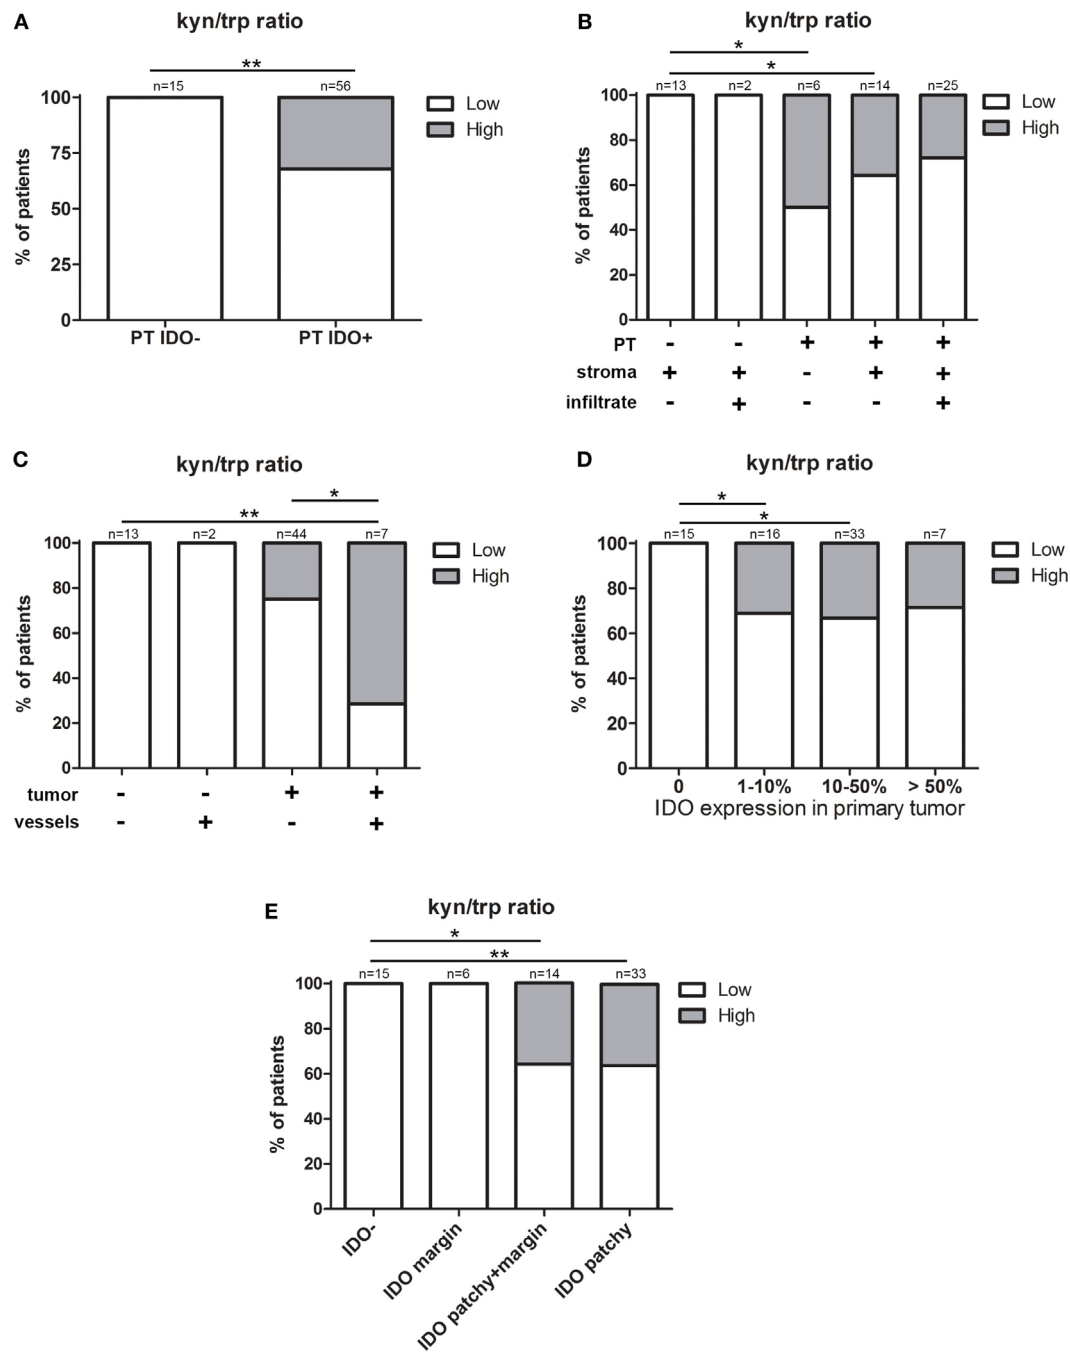 A
kyn/trp ratio
**
n=15 n=56
100
75
50
25
0
% of patients
Low
High
PT IDO- PT IDO+
B
kyn/trp ratio
*
*
n=13 n=2 n=6 n=14 n=25
100
80
60
40
20
0
% of patients
Low
High
PT - - + + +
stroma + + - + +
infiltrate - + - - +
C
kyn/trp ratio
*
**
n=13 n=2 n=44 n=7
100
80
60
40
20
0
% of patients
Low
High
tumor - - + +
vessels - + - +
D
kyn/trp ratio
*
*
n=15 n=16 n=33 n=7
100
80
60
40
20
0
% of patients
Low
High
0 1-10% 10-50% > 50%
IDO expression in primary tumor
E
kyn/trp ratio
*
**
n=15 n=6 n=14 n=33
100
80
60
40
20
0
% of patients
Low
High
IDO-
IDO margin
IDO patchy+margin
IDO patchy